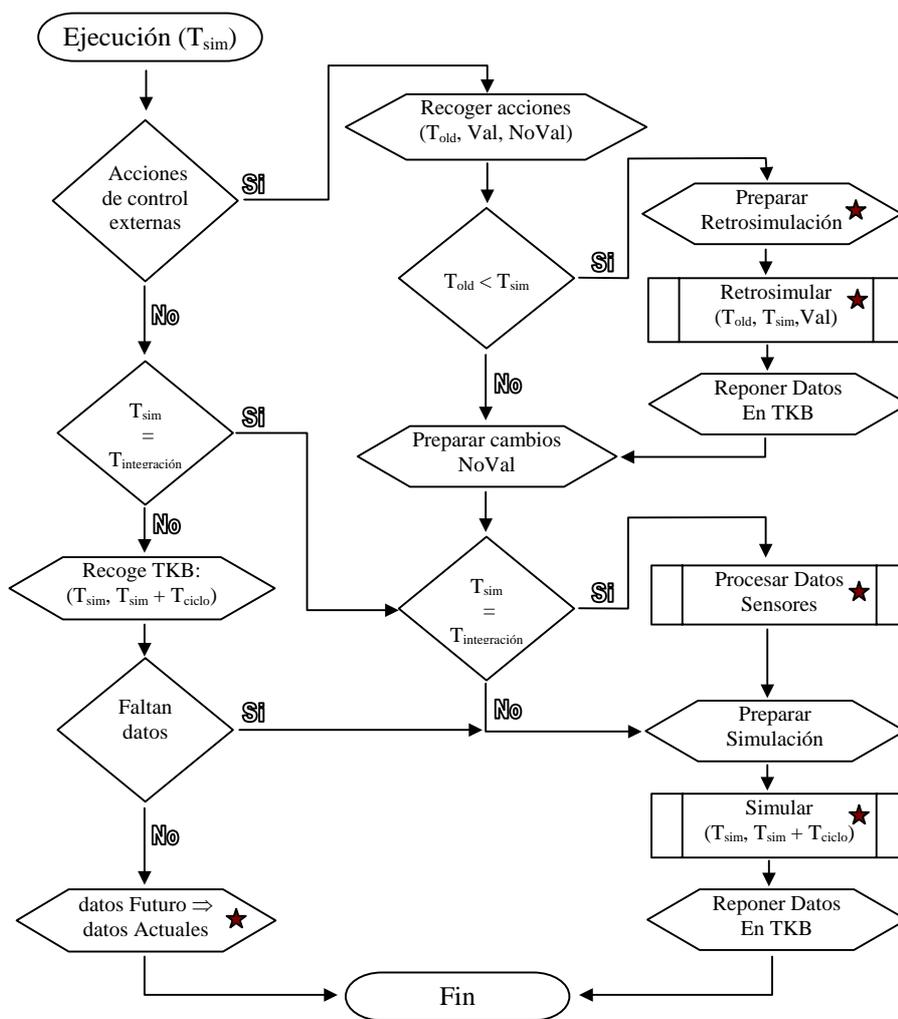 Ejecución (Tsim)
Acciones
de control
externas
Si
No
Recoger acciones
(Told, Val, NoVal)
Told < Tsim
Si
No
Preparar
Retrosimulación
Retrosimular
(Told, Tsim,Val)
Reponer Datos
En TKB
Preparar cambios
NoVal
Tsim
=
Tintegración
Si
No
Tsim
=
Tintegración
Si
No
Procesar Datos
Sensores
Recoge TKB:
(Tsim, Tsim + Tciclo)
Faltan
datos
Si
No
Preparar
Simulación
Simular
(Tsim, Tsim + Tciclo)
Reponer Datos
En TKB
datos Futuro ⇒
datos Actuales
Fin